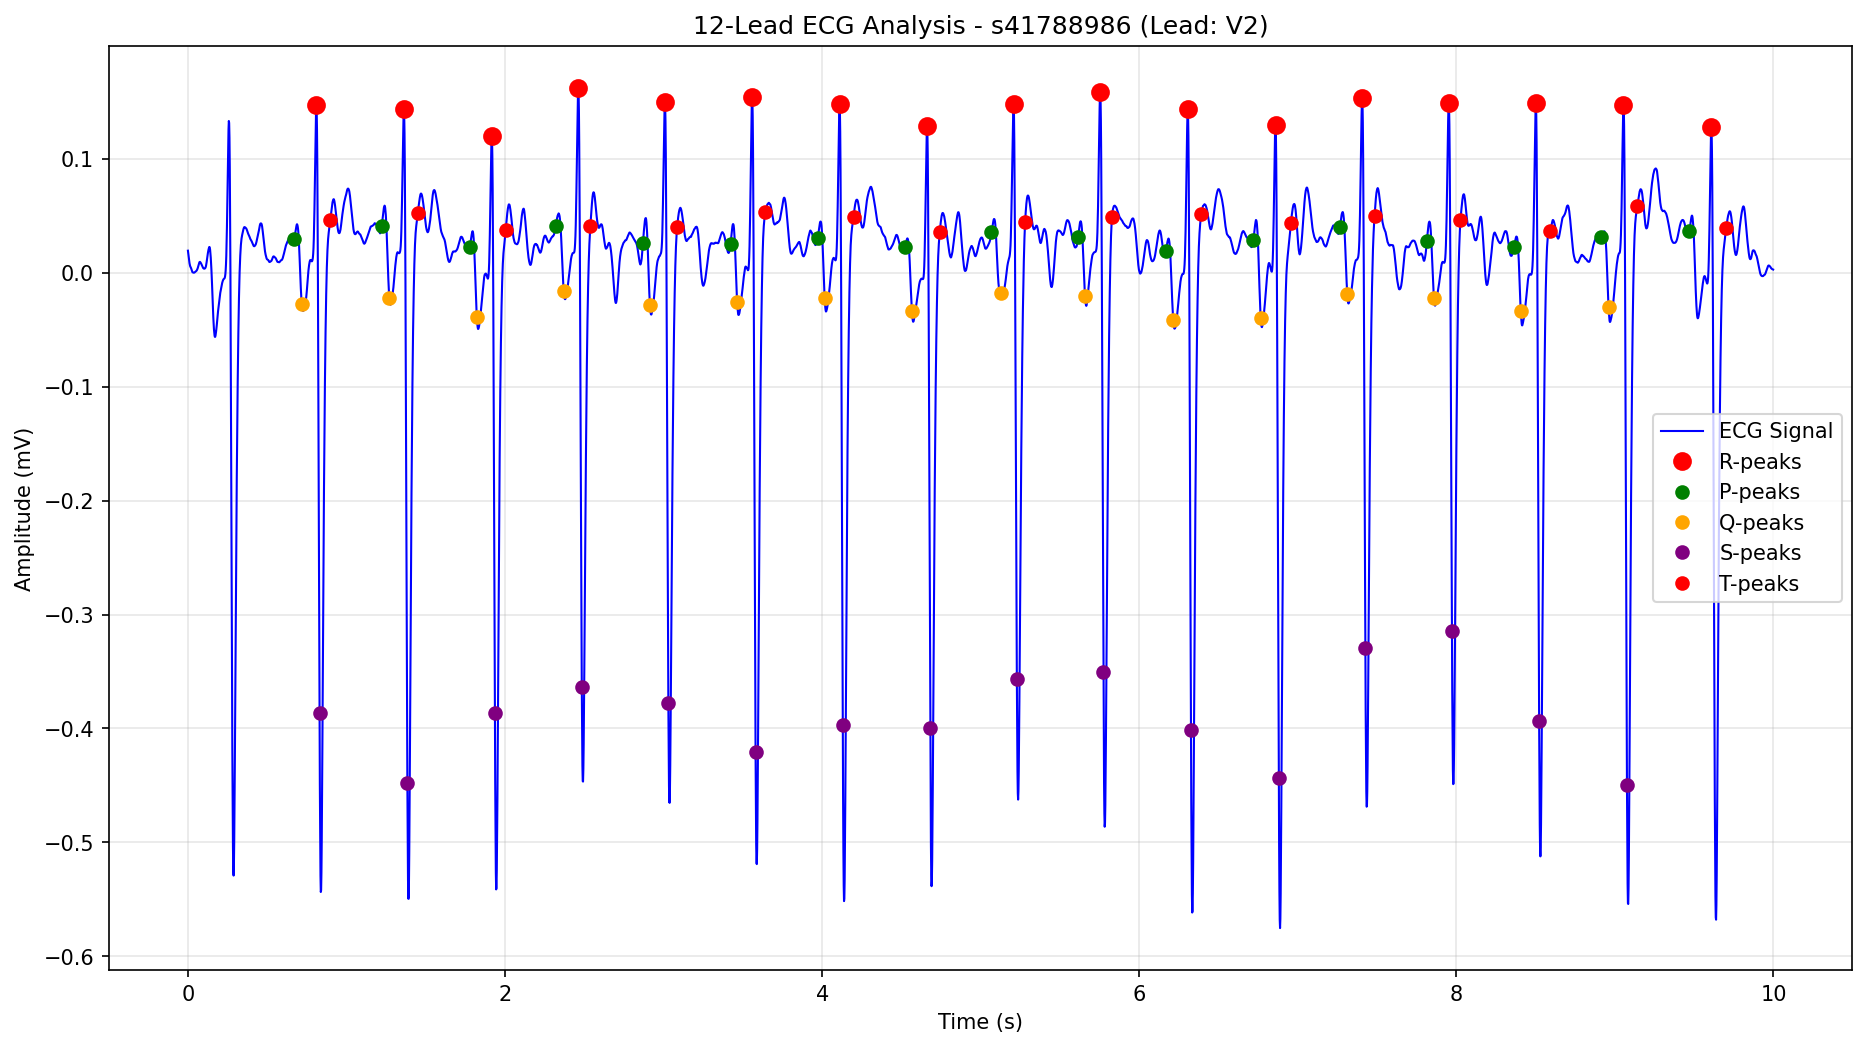 12-Lead ECG Analysis - s41788986 (Lead: V2)
Amplitude (mV)
0.1
0.0
−0.1
−0.2
−0.3
−0.4
−0.5
−0.6
ECG Signal
R-peaks
P-peaks
Q-peaks
S-peaks
T-peaks
0 2 4 6 8 10
Time (s)